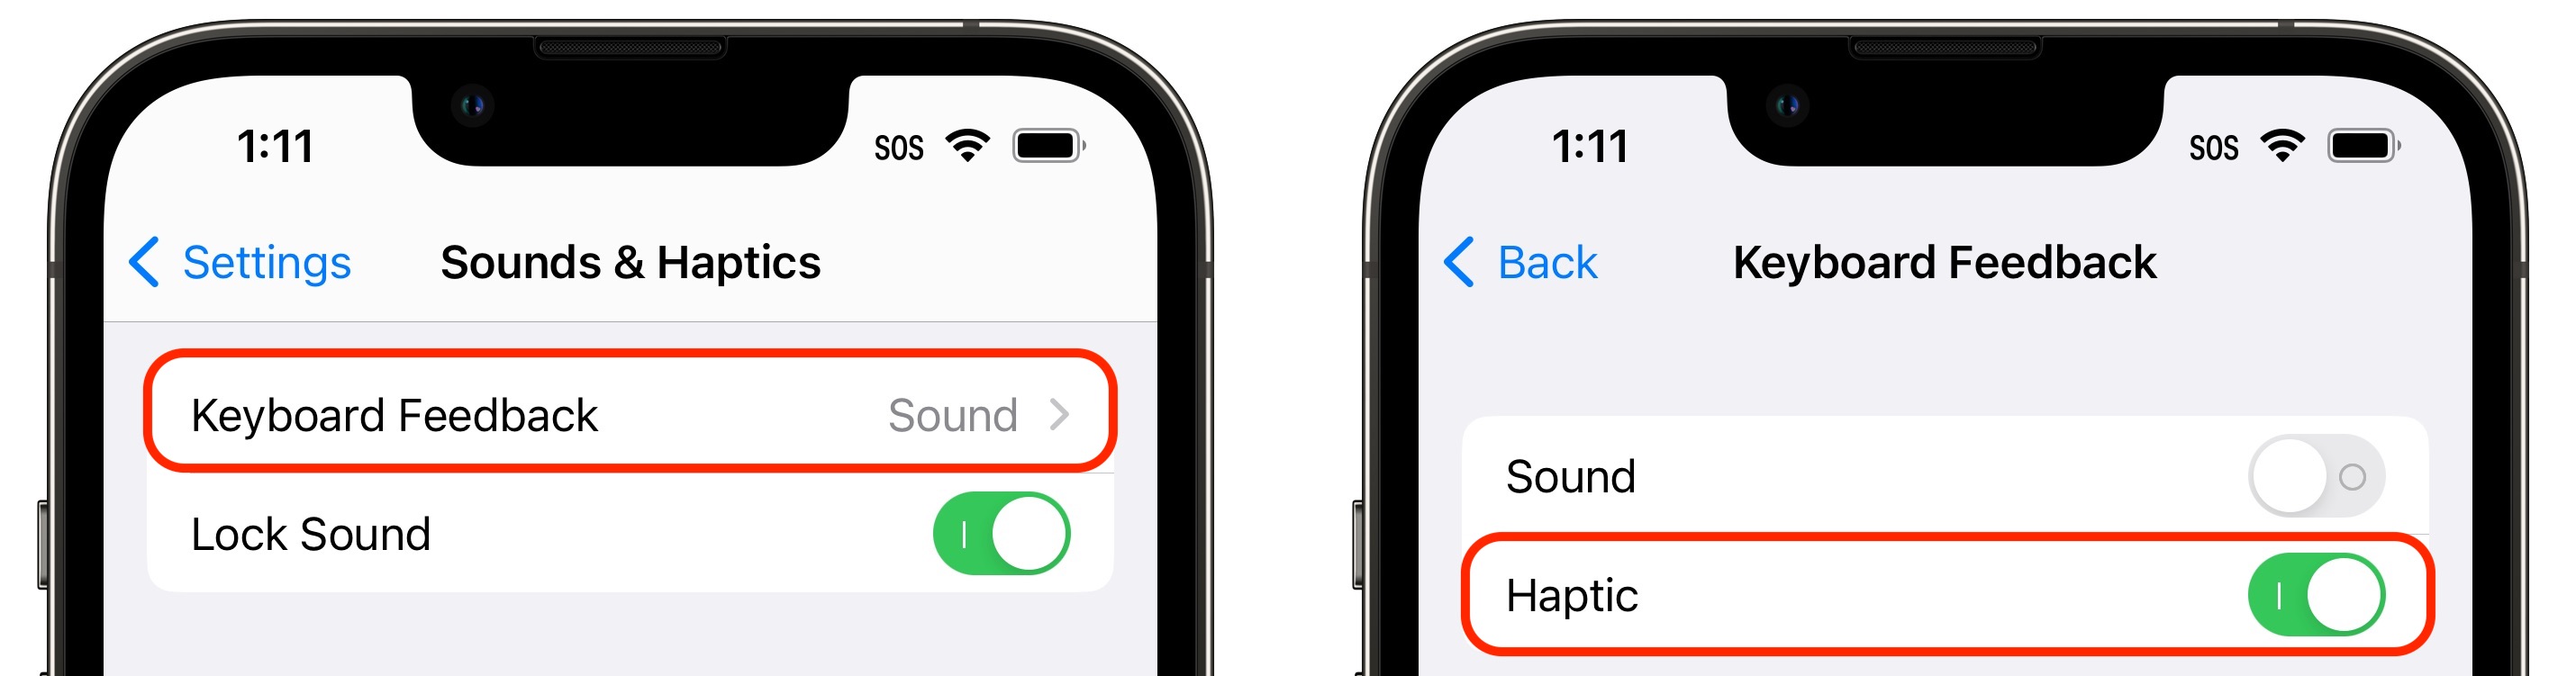 1:11 SOS
Settings Sounds & Haptics
Keyboard Feedback Sound
Lock Sound
1:11 SOS
Back Keyboard Feedback
Sound
Haptic